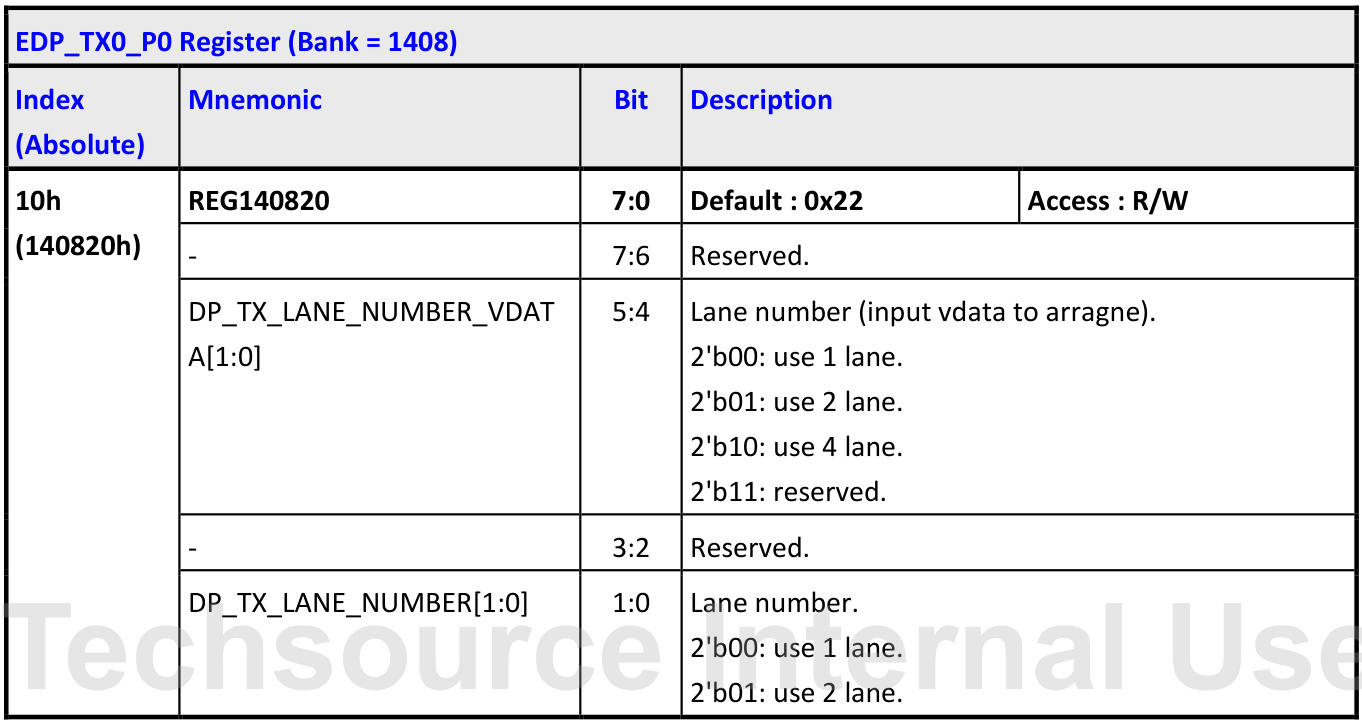 EDP_TX0_P0 Register (Bank = 1408)
Index
(Absolute)
Mnemonic
Bit
Description
10h
(140820h)
REG140820
7:0
Default : 0x22
Access : R/W
-
7:6
Reserved.
DP_TX_LANE_NUMBER_VDAT
A[1:0]
5:4
Lane number (input vdata to arragne).
2'b00: use 1 lane.
2'b01: use 2 lane.
2'b10: use 4 lane.
2'b11: reserved.
-
3:2
Reserved.
DP_TX_LANE_NUMBER[1:0]
1:0
Lane number.
2'b00: use 1 lane.
2'b01: use 2 lane.
Techsource Internal Use